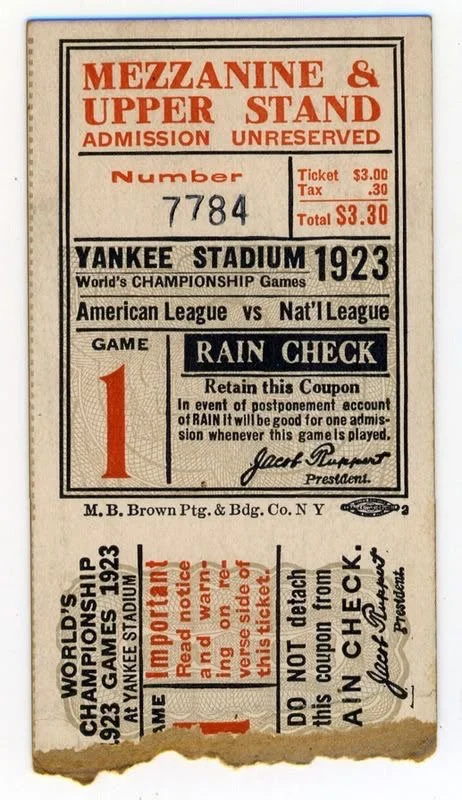 MEZZANINE &
UPPER STAND
ADMISSION UNRESERVED
Number
7784
Ticket $3.00
Tax .30
Total $3.30
YANKEE STADIUM 1923
World's CHAMPIONSHIP Games
American League vs Nat'l League
GAME
1
RAIN CHECK
Retain this Coupon
In event of postponement account
of RAIN it will be good for one admis-
sion whenever this game is played.
Jacob Ruppert
President.
M. B. Brown Ptg. & Bdg. Co. N Y
2
WORLD'S
CHAMPIONSHIP
1923 GAMES 1923
At YANKEE STADIUM
Important
Read notice
and warn-
ing on re-
verse side of
this ticket.
AME
1
DO NOT detach
this coupon from
AIN CHECK.
Jacob Ruppert
President.